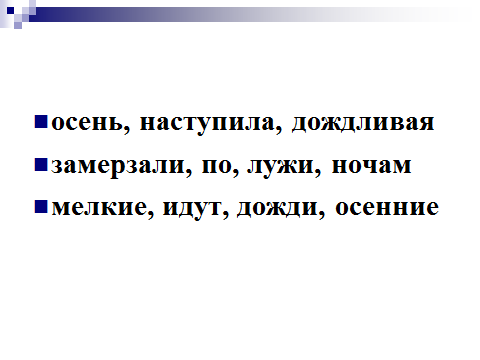 осень, наступила, дождливая
замерзали, по, лужи, ночам
мелкие, идут, дожди, осенние